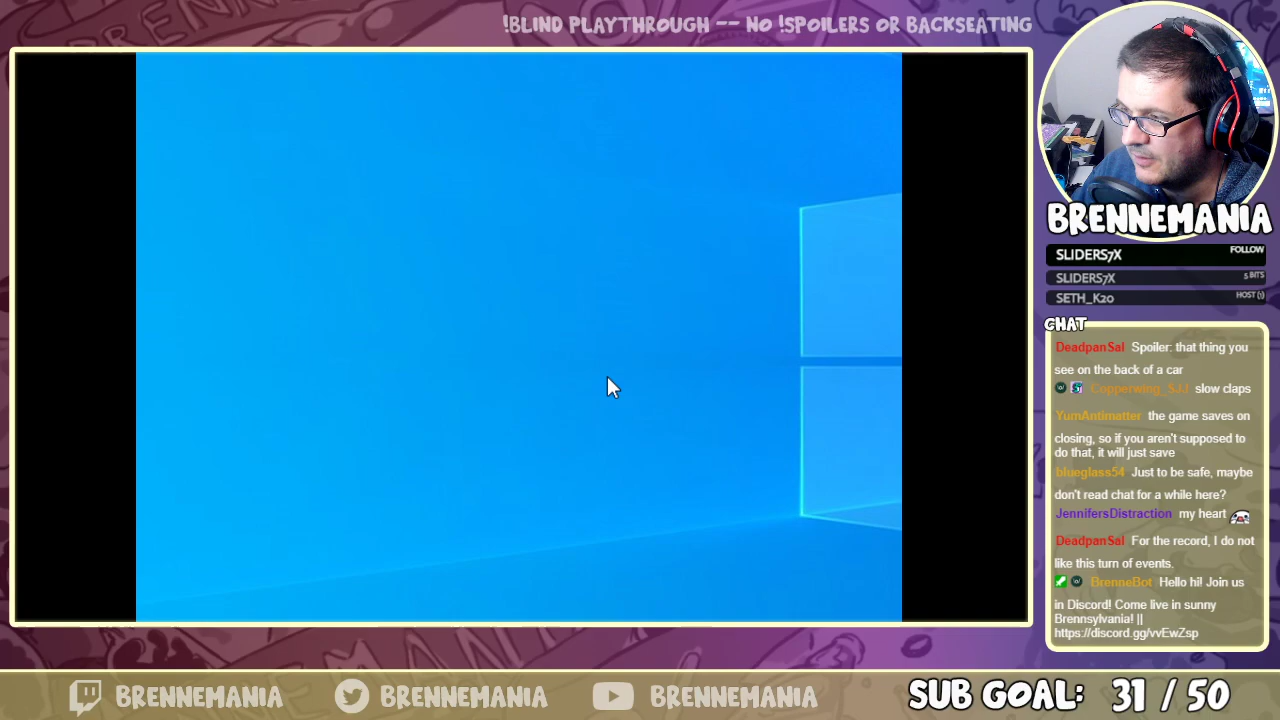 !BLIND PLAYTHROUGH -- NO !SPOILERS OR BACKSEATING
BRENNEMANIA
SLIDERS7X FOLLOW
SLIDERS7X 5 BITS
SETH_K20 HOST (1)
CHAT
DeadpanSal Spoiler: that thing you
see on the back of a car
Copperwing_SJJ slow claps
YumAntimatter the game saves on
closing, so if you aren't supposed to
do that, it will just save
blueglass54 Just to be safe, maybe
don't read chat for a while here?
JennifersDistraction my heart
DeadpanSal For the record, I do not
like this turn of events.
BrenneBot Hello hi! Join us
in Discord! Come live in sunny
Brennsylvania! ||
https://discord.gg/vvEwZsp
BRENNEMANIA BRENNEMANIA BRENNEMANIA SUB GOAL: 31 / 50